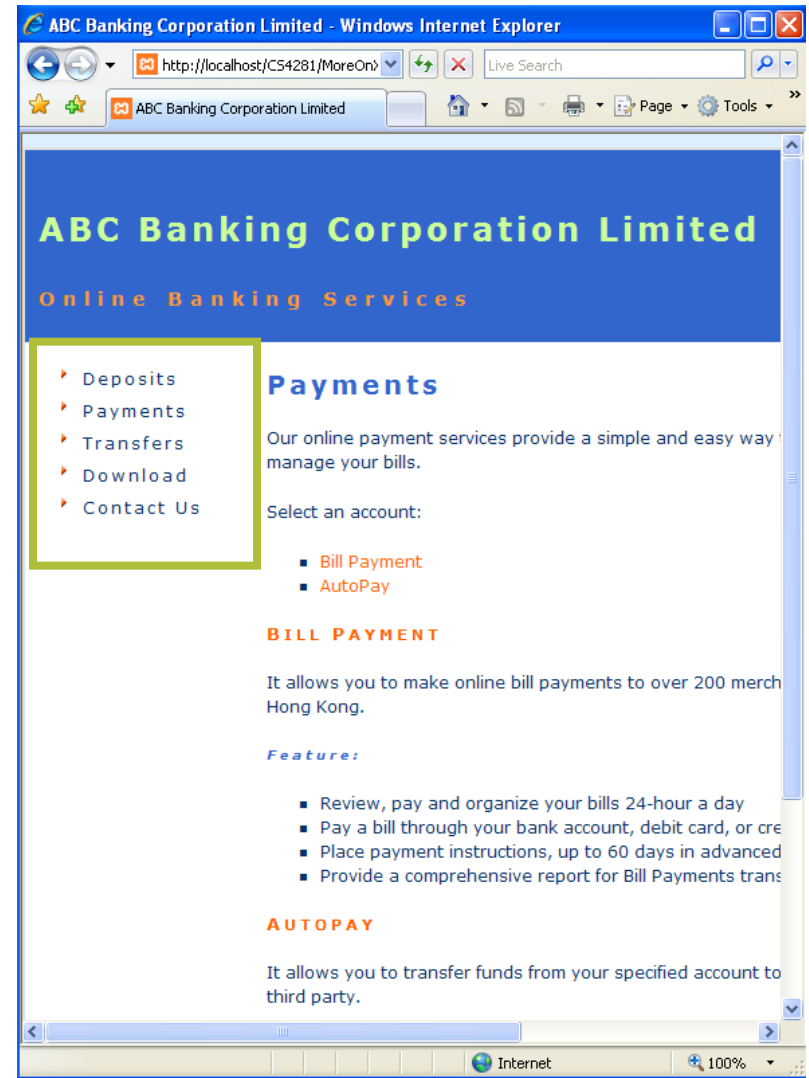 ABC Banking Corporation Limited - Windows Internet Explorer
http://localhost/CS4281/MoreOn
Live Search
ABC Banking Corporation Limited
Page
Tools
»
ABC Banking Corporation Limited
Online Banking Services
Deposits
Payments
Transfers
Download
Contact Us
Payments
Our online payment services provide a simple and easy way
manage your bills.
Select an account:
Bill Payment
AutoPay
BILL PAYMENT
It allows you to make online bill payments to over 200 merch
Hong Kong.
Feature:
Review, pay and organize your bills 24-hour a day
Pay a bill through your bank account, debit card, or cre
Place payment instructions, up to 60 days in advanced
Provide a comprehensive report for Bill Payments trans
AUTOPAY
It allows you to transfer funds from your specified account to
third party.
Internet
100%